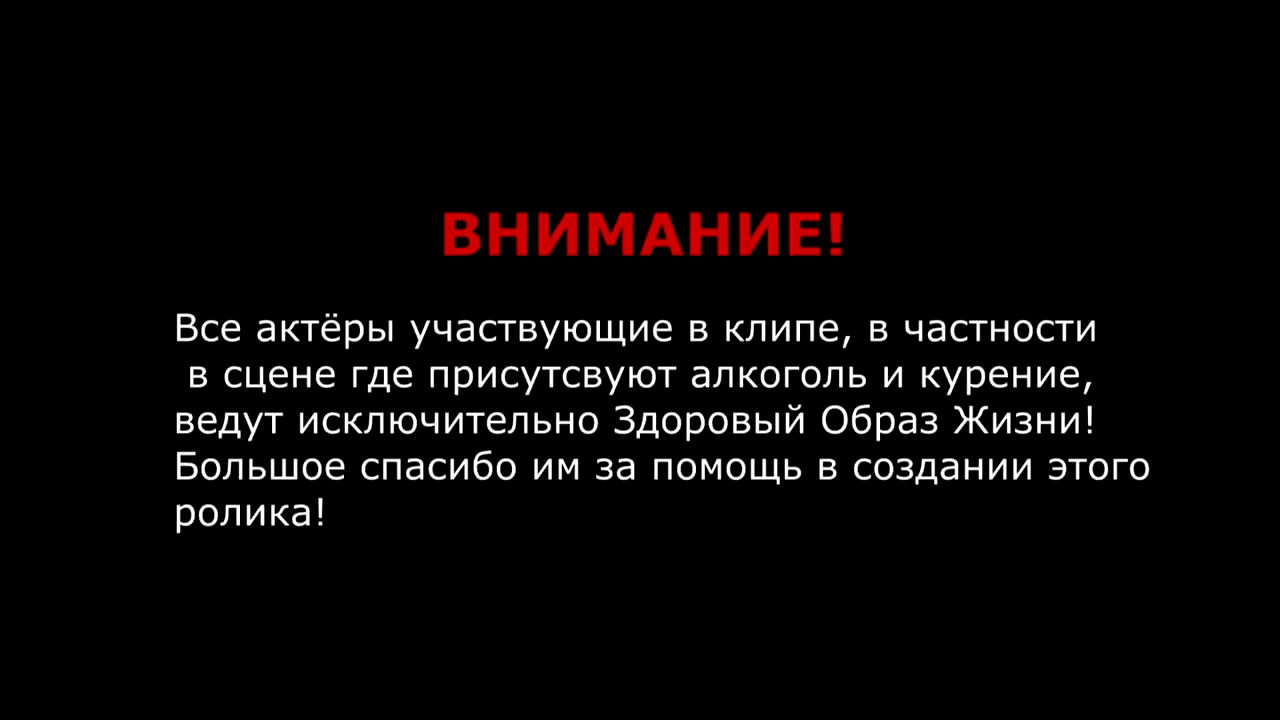 ВНИМАНИЕ!
Все актёры участвующие в клипе, в частности
в сцене где присутсвуют алкоголь и курение,
ведут исключительно Здоровый Образ Жизни!
Большое спасибо им за помощь в создании этого
ролика!